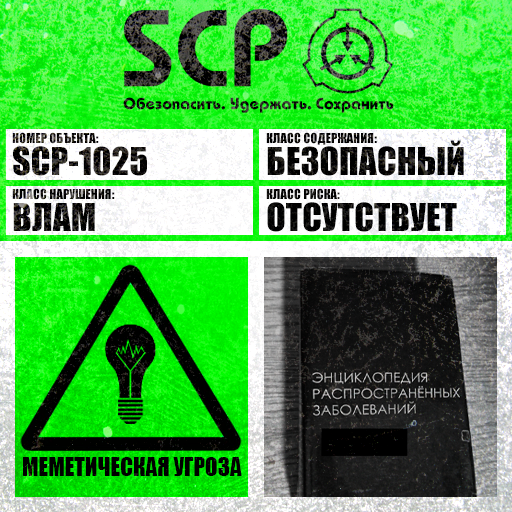 SCP
Обезопасить. Удержать. Сохранить
НОМЕР ОБЪЕКТА:
SCP-1025
КЛАСС СОДЕРЖАНИЯ:
БЕЗОПАСНЫЙ
КЛАСС НАРУШЕНИЯ:
ВЛАМ
КЛАСС РИСКА:
ОТСУТСТВУЕТ
МЕМЕТИЧЕСКАЯ УГРОЗА
ЭНЦИКЛОПЕДИЯ
РАСПРОСТРАНЁННЫХ
ЗАБОЛЕВАНИЙ